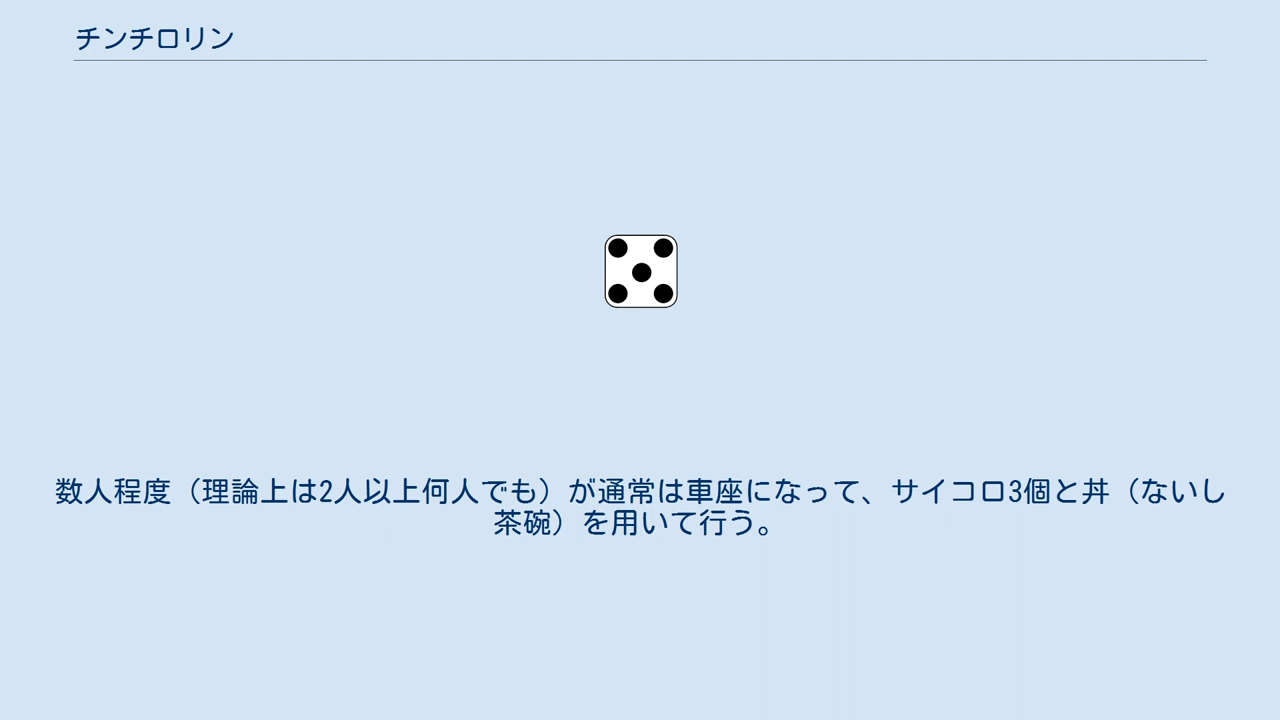 チンチロリン
数人程度（理論上は2人以上何人でも）が通常は車座になって、サイコロ3個と丼（ないし
茶碗）を用いて行う。